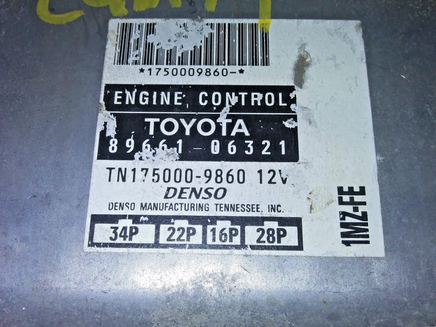 *1750009860-*
ENGINE CONTROL
TOYOTA
89661-06321
TN175000-9860 12V
DENSO
DENSO MANUFACTURING TENNESSEE, INC.
34P 22P 16P 28P
1MZ-FE